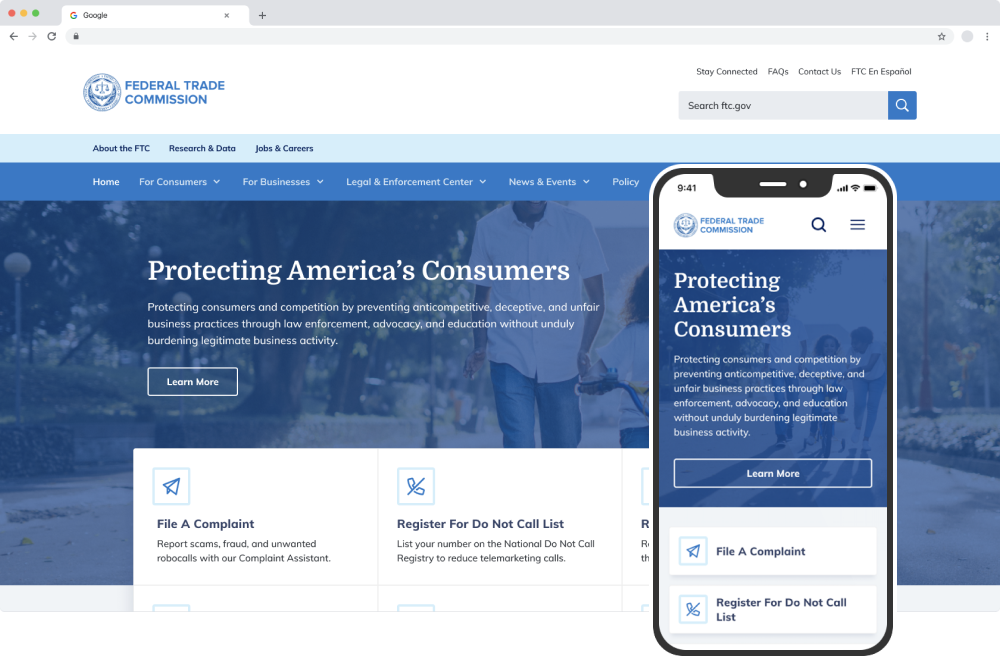 Google
Stay Connected FAQs Contact Us FTC En Español
FEDERAL TRADE
COMMISSION
Search ftc.gov
About the FTC Research & Data Jobs & Careers
Home For Consumers For Businesses Legal & Enforcement Center News & Events Policy
Protecting America's Consumers
Protecting consumers and competition by preventing anticompetitive, deceptive, and unfair
business practices through law enforcement, advocacy, and education without unduly
burdening legitimate business activity.
Learn More
File A Complaint
Report scams, fraud, and unwanted
robocalls with our Complaint Assistant.
Register For Do Not Call List
List your number on the National Do Not Call
Registry to reduce telemarketing calls.
9:41
FEDERAL TRADE
COMMISSION
Protecting
America's
Consumers
Protecting consumers and competition by
preventing anticompetitive, deceptive, and
unfair business practices through law
enforcement, advocacy, and education
without unduly burdening legitimate
business activity.
Learn More
File A Complaint
Register For Do Not Call
List